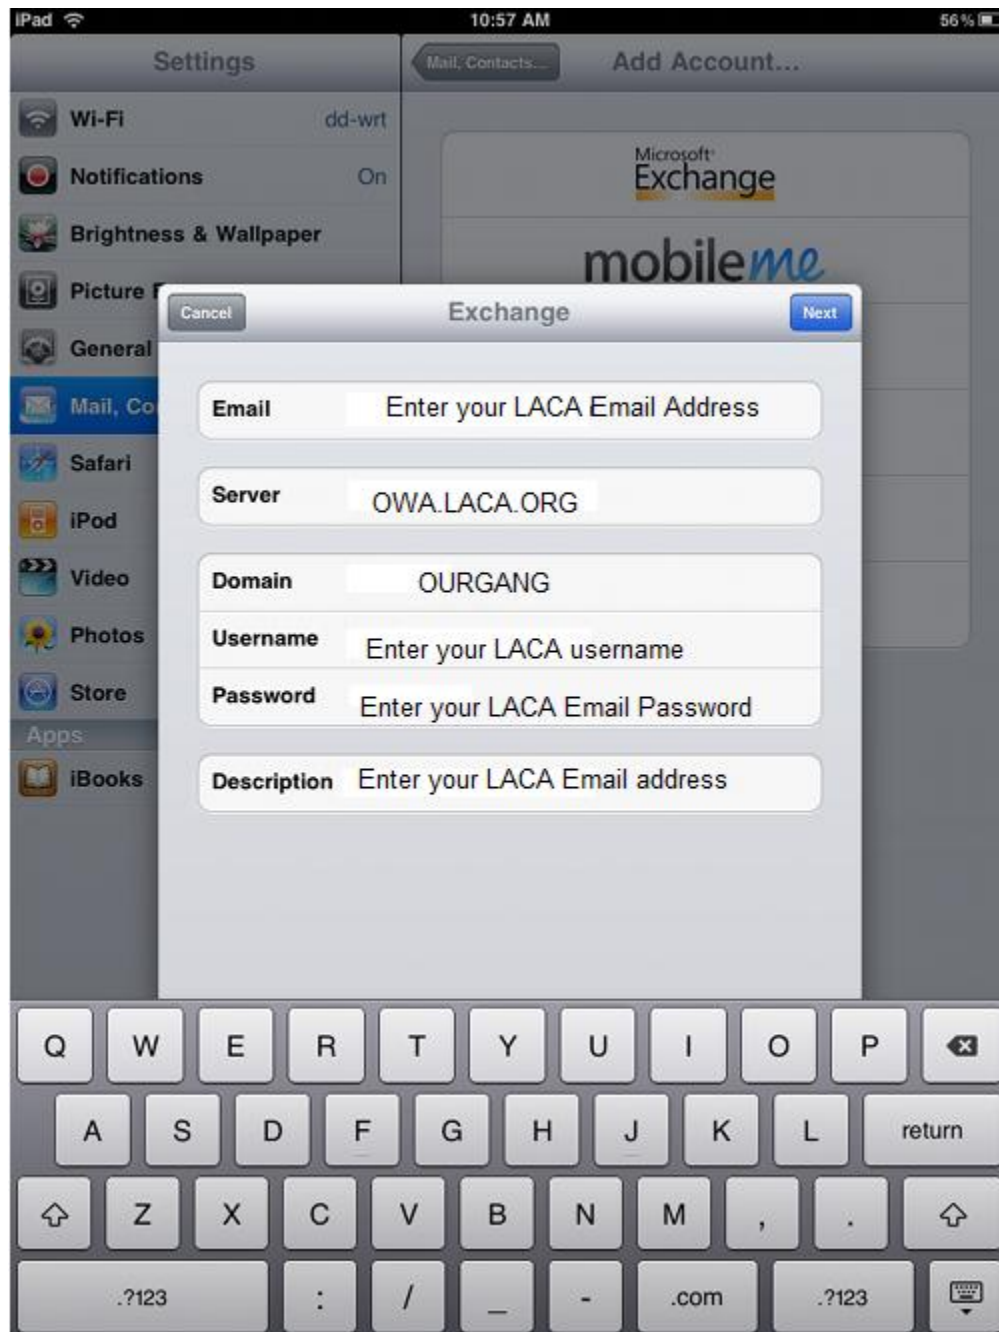 iPad 10:57 AM 56%
Settings
Mail, Contacts... Add Account...
Wi-Fi dd-wrt
Notifications On
Brightness & Wallpaper
Picture F
General
Mail, Co
Safari
iPod
Video
Photos
Store
Apps
iBooks
Microsoft
Exchange
mobileme
Cancel Exchange Next
Email Enter your LACA Email Address
Server OWA.LACA.ORG
Domain OURGANG
Username Enter your LACA username
Password Enter your LACA Email Password
Description Enter your LACA Email address
Q W E R T Y U I O P
A S D F G H J K L return
Z X C V B N M , .
.?123 : / _ - .com .?123